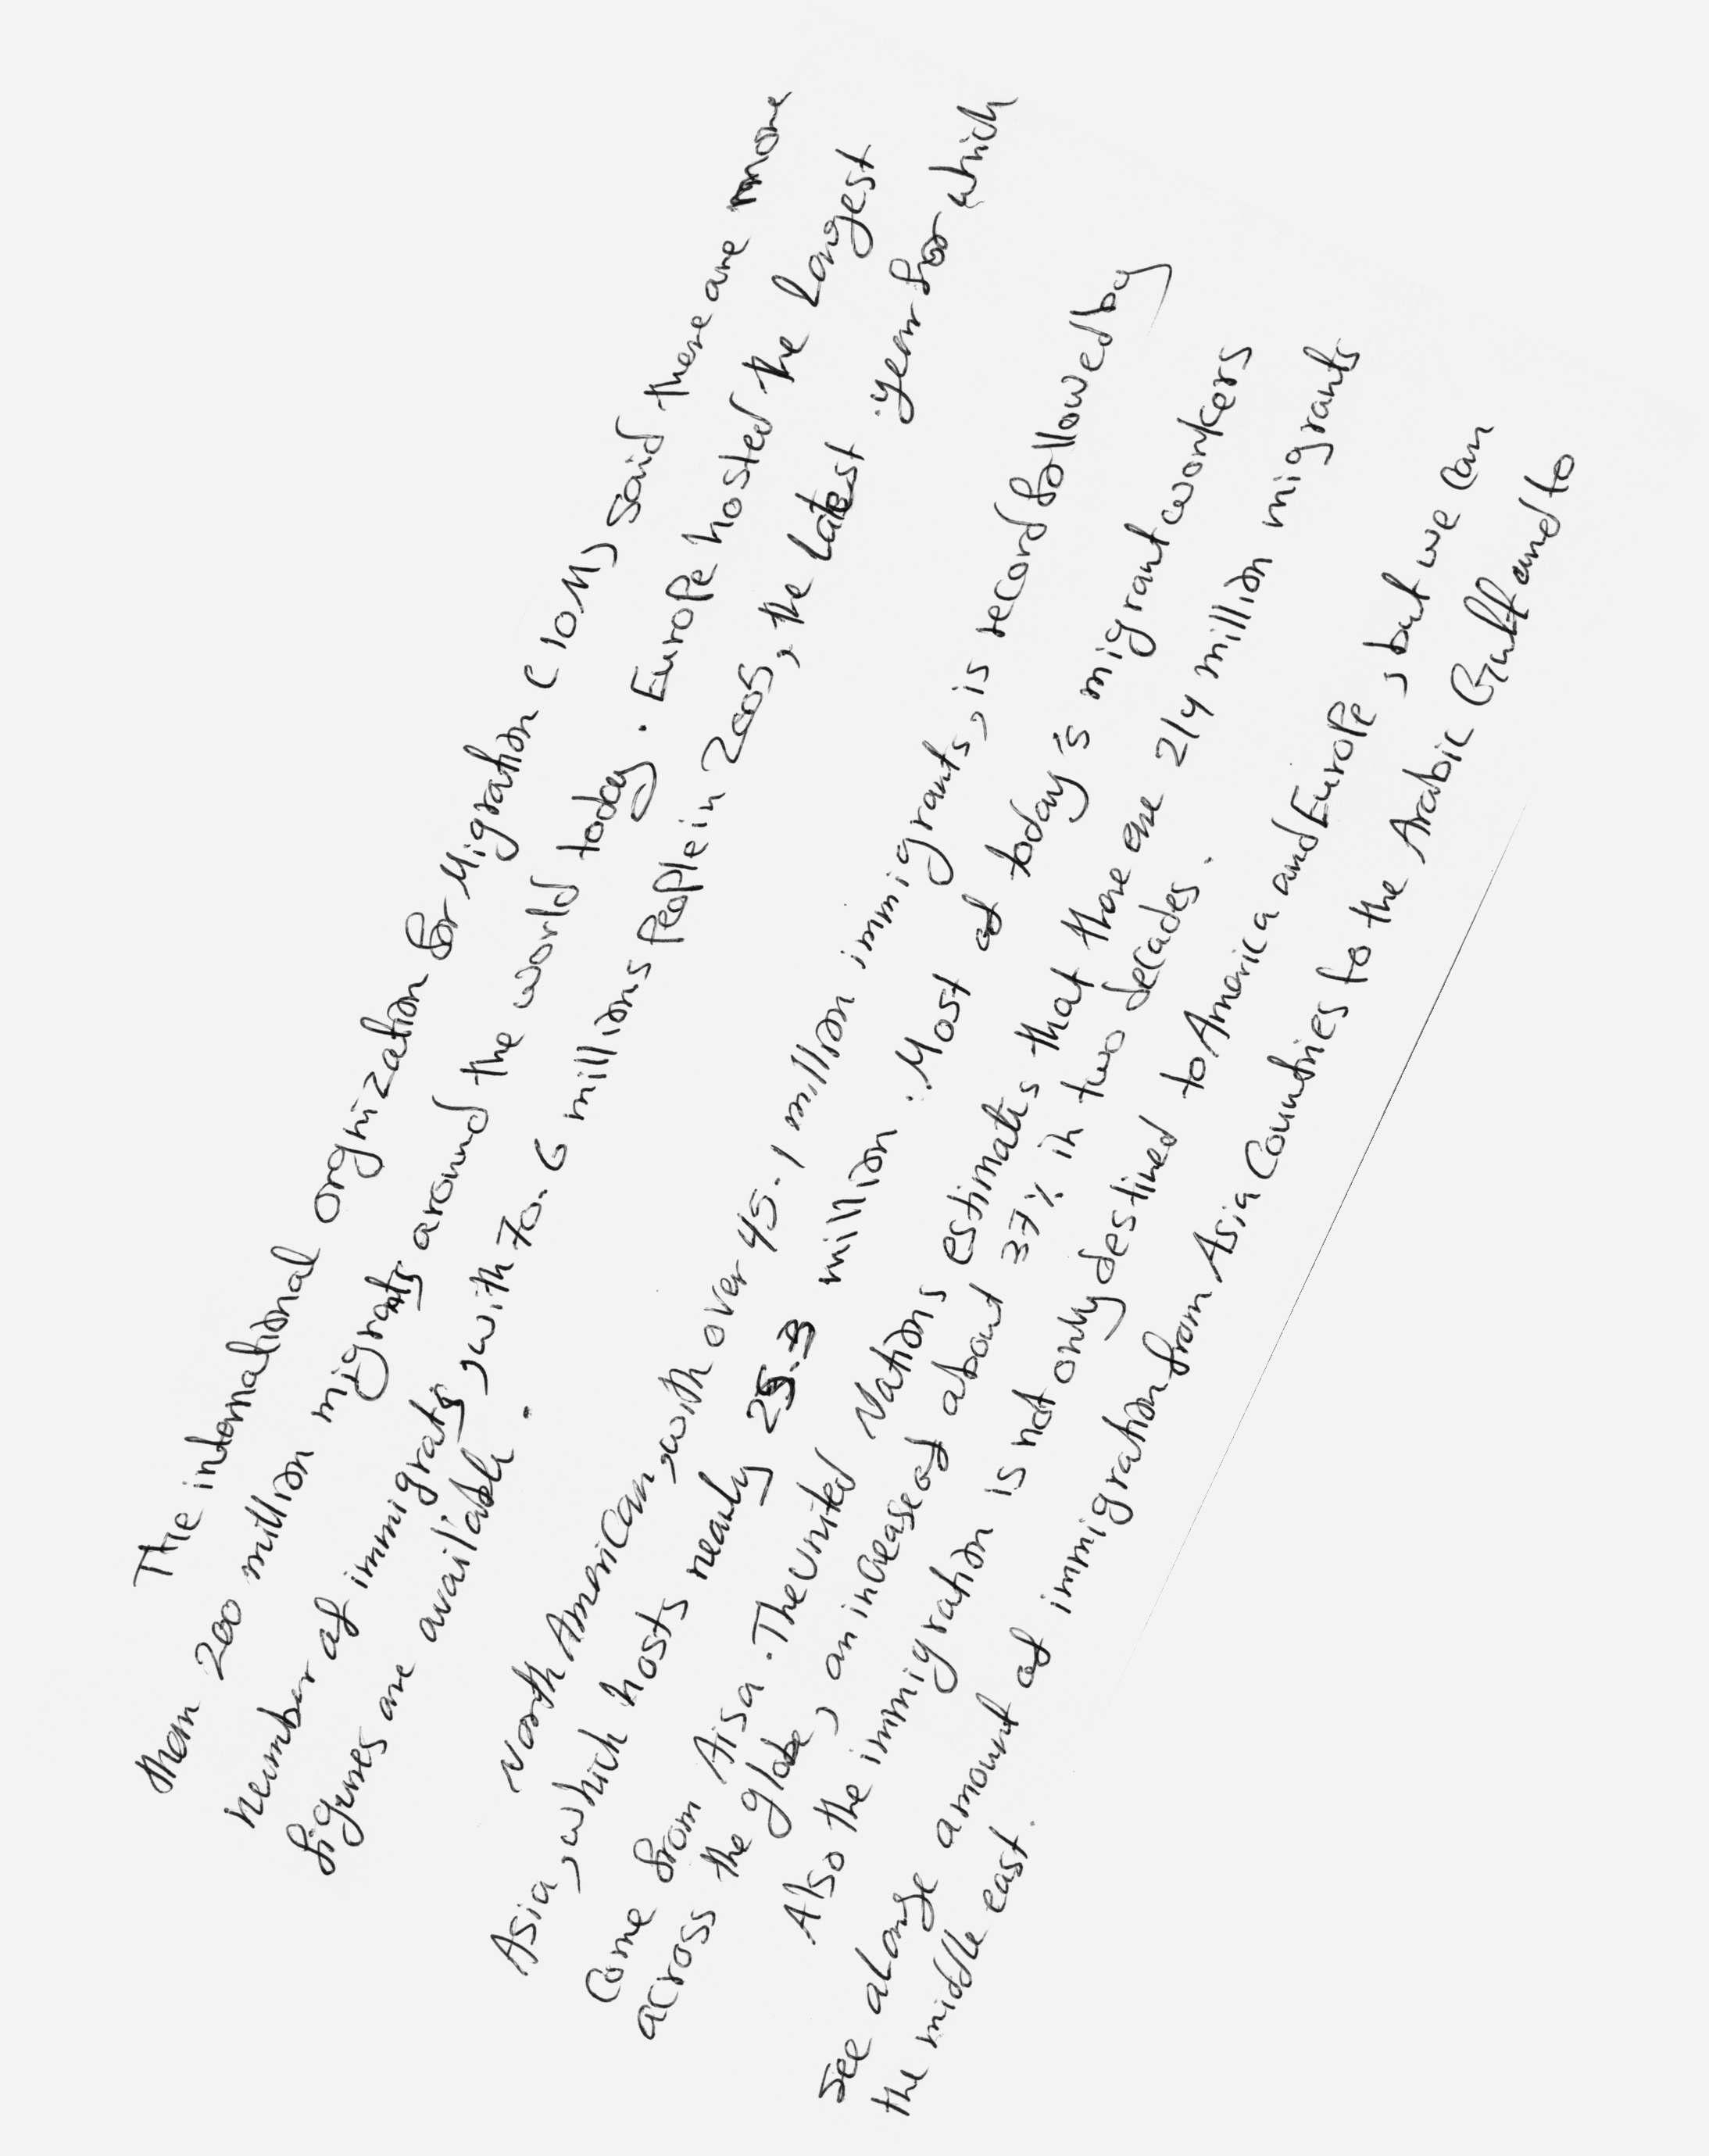 The international orgnization for Migration (IOM) said there are more
than 200 million migrants around the world today. Europe hosted the largest
number of immigrats, with 70.6 millions people in 2005, the latest year for which
figures are available.
North American, with over 45.1 million immigrants, is record followed by
Asia, which hosts nearly 25.3 million. Most of today's migrant workers
come from Aisa. The United Nations estimates that there are 214 million migrants
across the globe, an increase of about 37% in two decades.
Also the immigration is not only destined to America and Europe, but we can
see a large amount of immigration from Asia Countries to the Arabic Gulf and to
the middle east.